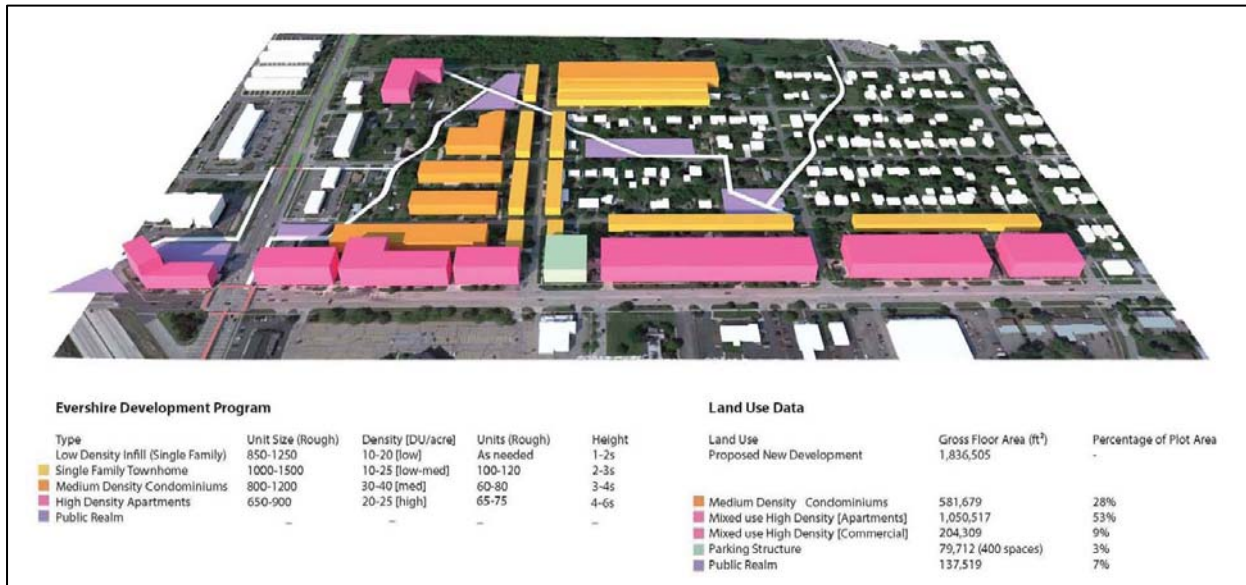 Evershire Development Program
Type Unit Size (Rough) Density [DU/acre] Units (Rough) Height
Low Density Infill (Single Family) 850-1250 10-20 [low] As needed 1-2s
Single Family Townhome 1000-1500 10-25 [low-med] 100-120 2-3s
Medium Density Condominiums 800-1200 30-40 [med] 60-80 3-4s
High Density Apartments 650-900 20-25 [high] 65-75 4-6s
Public Realm – – – –
Land Use Data
Land Use Gross Floor Area (ft²) Percentage of Plot Area
Proposed New Development 1,836,505 -
Medium Density Condominiums 581,679 28%
Mixed use High Density [Apartments] 1,050,517 53%
Mixed use High Density [Commercial] 204,309 9%
Parking Structure 79,712 (400 spaces) 3%
Public Realm 137,519 7%